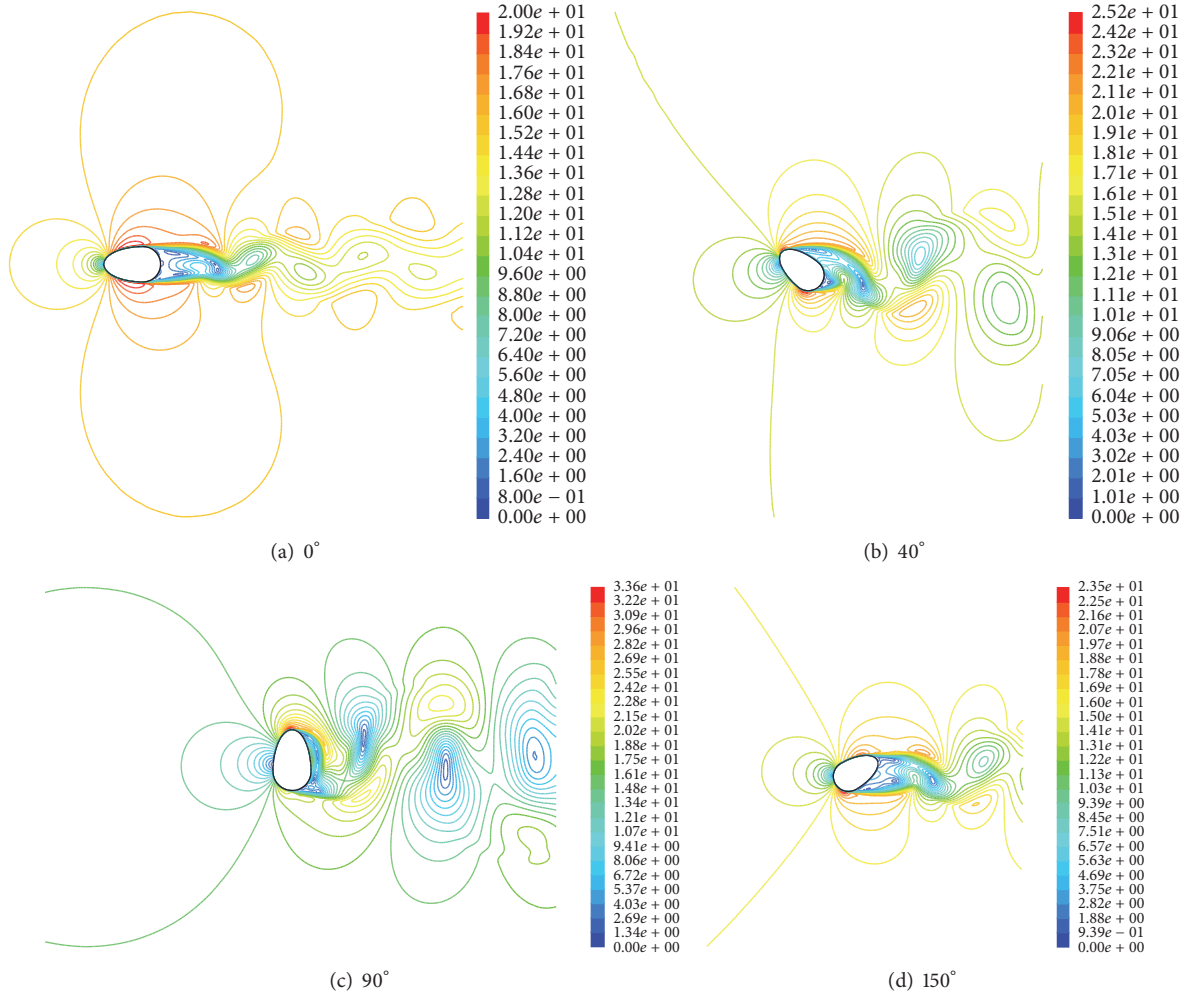 2.00e + 01
1.92e + 01
1.84e + 01
1.76e + 01
1.68e + 01
1.60e + 01
1.52e + 01
1.44e + 01
1.36e + 01
1.28e + 01
1.20e + 01
1.12e + 01
1.04e + 01
9.60e + 00
8.80e + 00
8.00e + 00
7.20e + 00
6.40e + 00
5.60e + 00
4.80e + 00
4.00e + 00
3.20e + 00
2.40e + 00
1.60e + 00
8.00e − 01
0.00e + 00
(a) 0°
2.52e + 01
2.42e + 01
2.32e + 01
2.21e + 01
2.11e + 01
2.01e + 01
1.91e + 01
1.81e + 01
1.71e + 01
1.61e + 01
1.51e + 01
1.41e + 01
1.31e + 01
1.21e + 01
1.11e + 01
1.01e + 01
9.06e + 00
8.05e + 00
7.05e + 00
6.04e + 00
5.03e + 00
4.03e + 00
3.02e + 00
2.01e + 00
1.01e + 00
0.00e + 00
(b) 40°
3.36e + 01
3.22e + 01
3.09e + 01
2.96e + 01
2.82e + 01
2.69e + 01
2.55e + 01
2.42e + 01
2.28e + 01
2.15e + 01
2.02e + 01
1.88e + 01
1.75e + 01
1.61e + 01
1.48e + 01
1.34e + 01
1.21e + 01
1.07e + 01
9.41e + 00
8.06e + 00
6.72e + 00
5.37e + 00
4.03e + 00
2.69e + 00
1.34e + 00
0.00e + 00
(c) 90°
2.35e + 01
2.25e + 01
2.16e + 01
2.07e + 01
1.97e + 01
1.88e + 01
1.78e + 01
1.69e + 01
1.60e + 01
1.50e + 01
1.41e + 01
1.31e + 01
1.22e + 01
1.13e + 01
1.03e + 01
9.39e + 00
8.45e + 00
7.51e + 00
6.57e + 00
5.63e + 00
4.69e + 00
3.75e + 00
2.82e + 00
1.88e + 00
9.39e − 01
0.00e + 00
(d) 150°